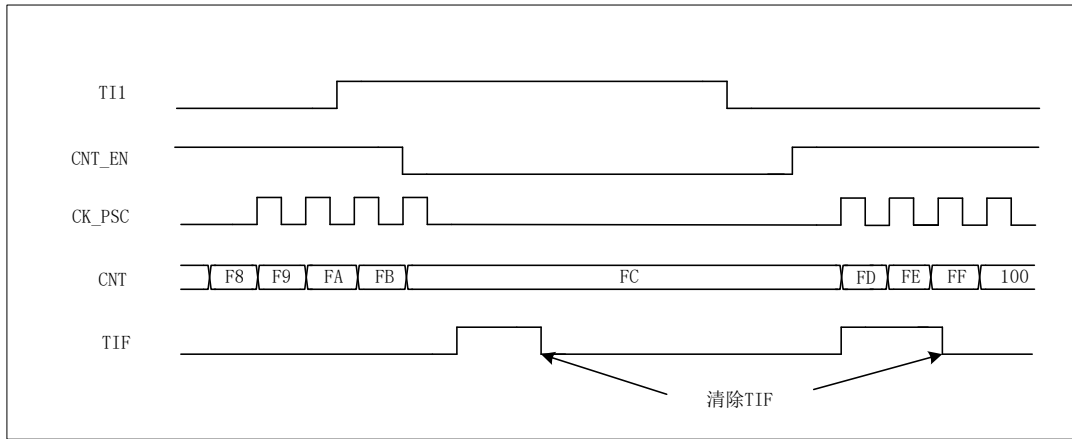 TI1
CNT_EN
CK_PSC
CNT F8 F9 FA FB FC FD FE FF 100
TIF
清除TIF